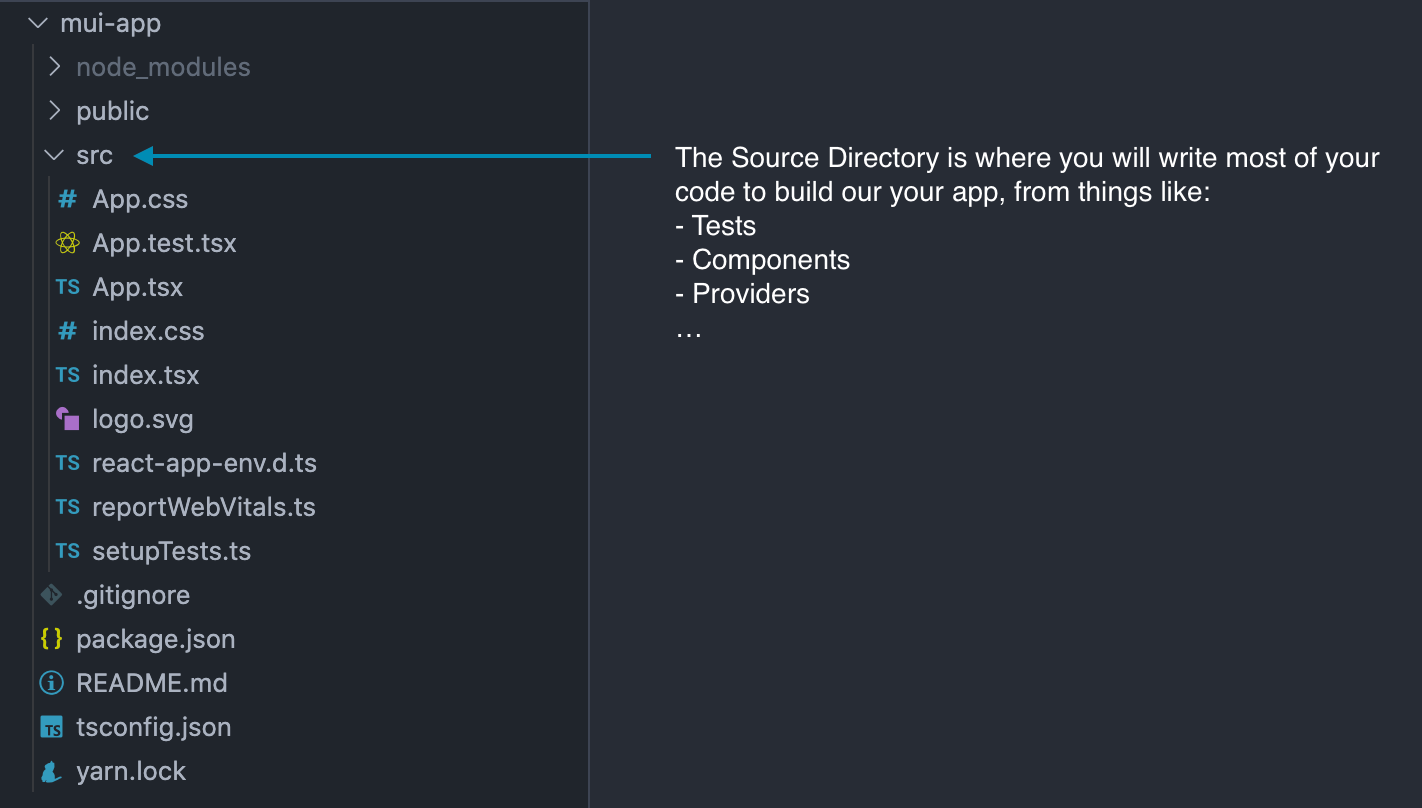 mui-app
node_modules
public
src
App.css
App.test.tsx
TS App.tsx
index.css
TS index.tsx
logo.svg
TS react-app-env.d.ts
TS reportWebVitals.ts
TS setupTests.ts
.gitignore
package.json
README.md
TS tsconfig.json
yarn.lock
The Source Directory is where you will write most of your
code to build our your app, from things like:
- Tests
- Components
- Providers
…